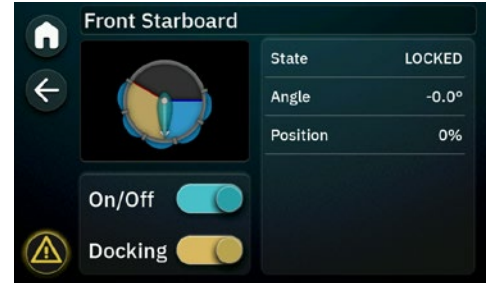 Front Starboard
State LOCKED
Angle -0.0°
Position 0%
On/Off
Docking